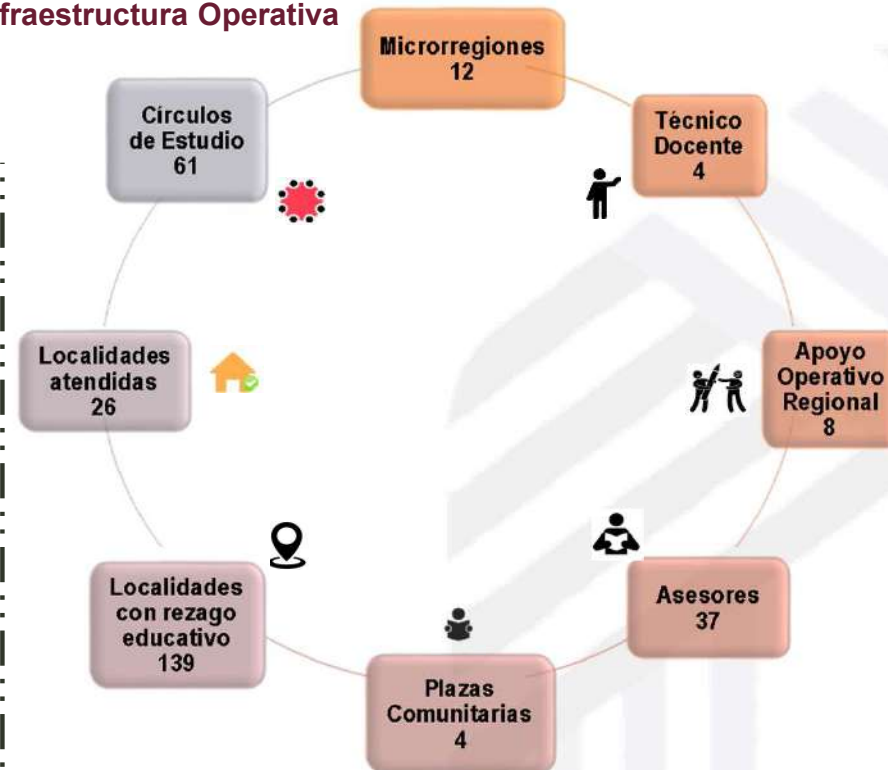 fraestructura Operativa
Microrregiones
12
Técnico
Docente
4
Apoyo
Operativo
Regional
8
Asesores
37
Plazas
Comunitarias
4
Localidades
con rezago
educativo
139
Localidades
atendidas
26
Círculos
de Estudio
61